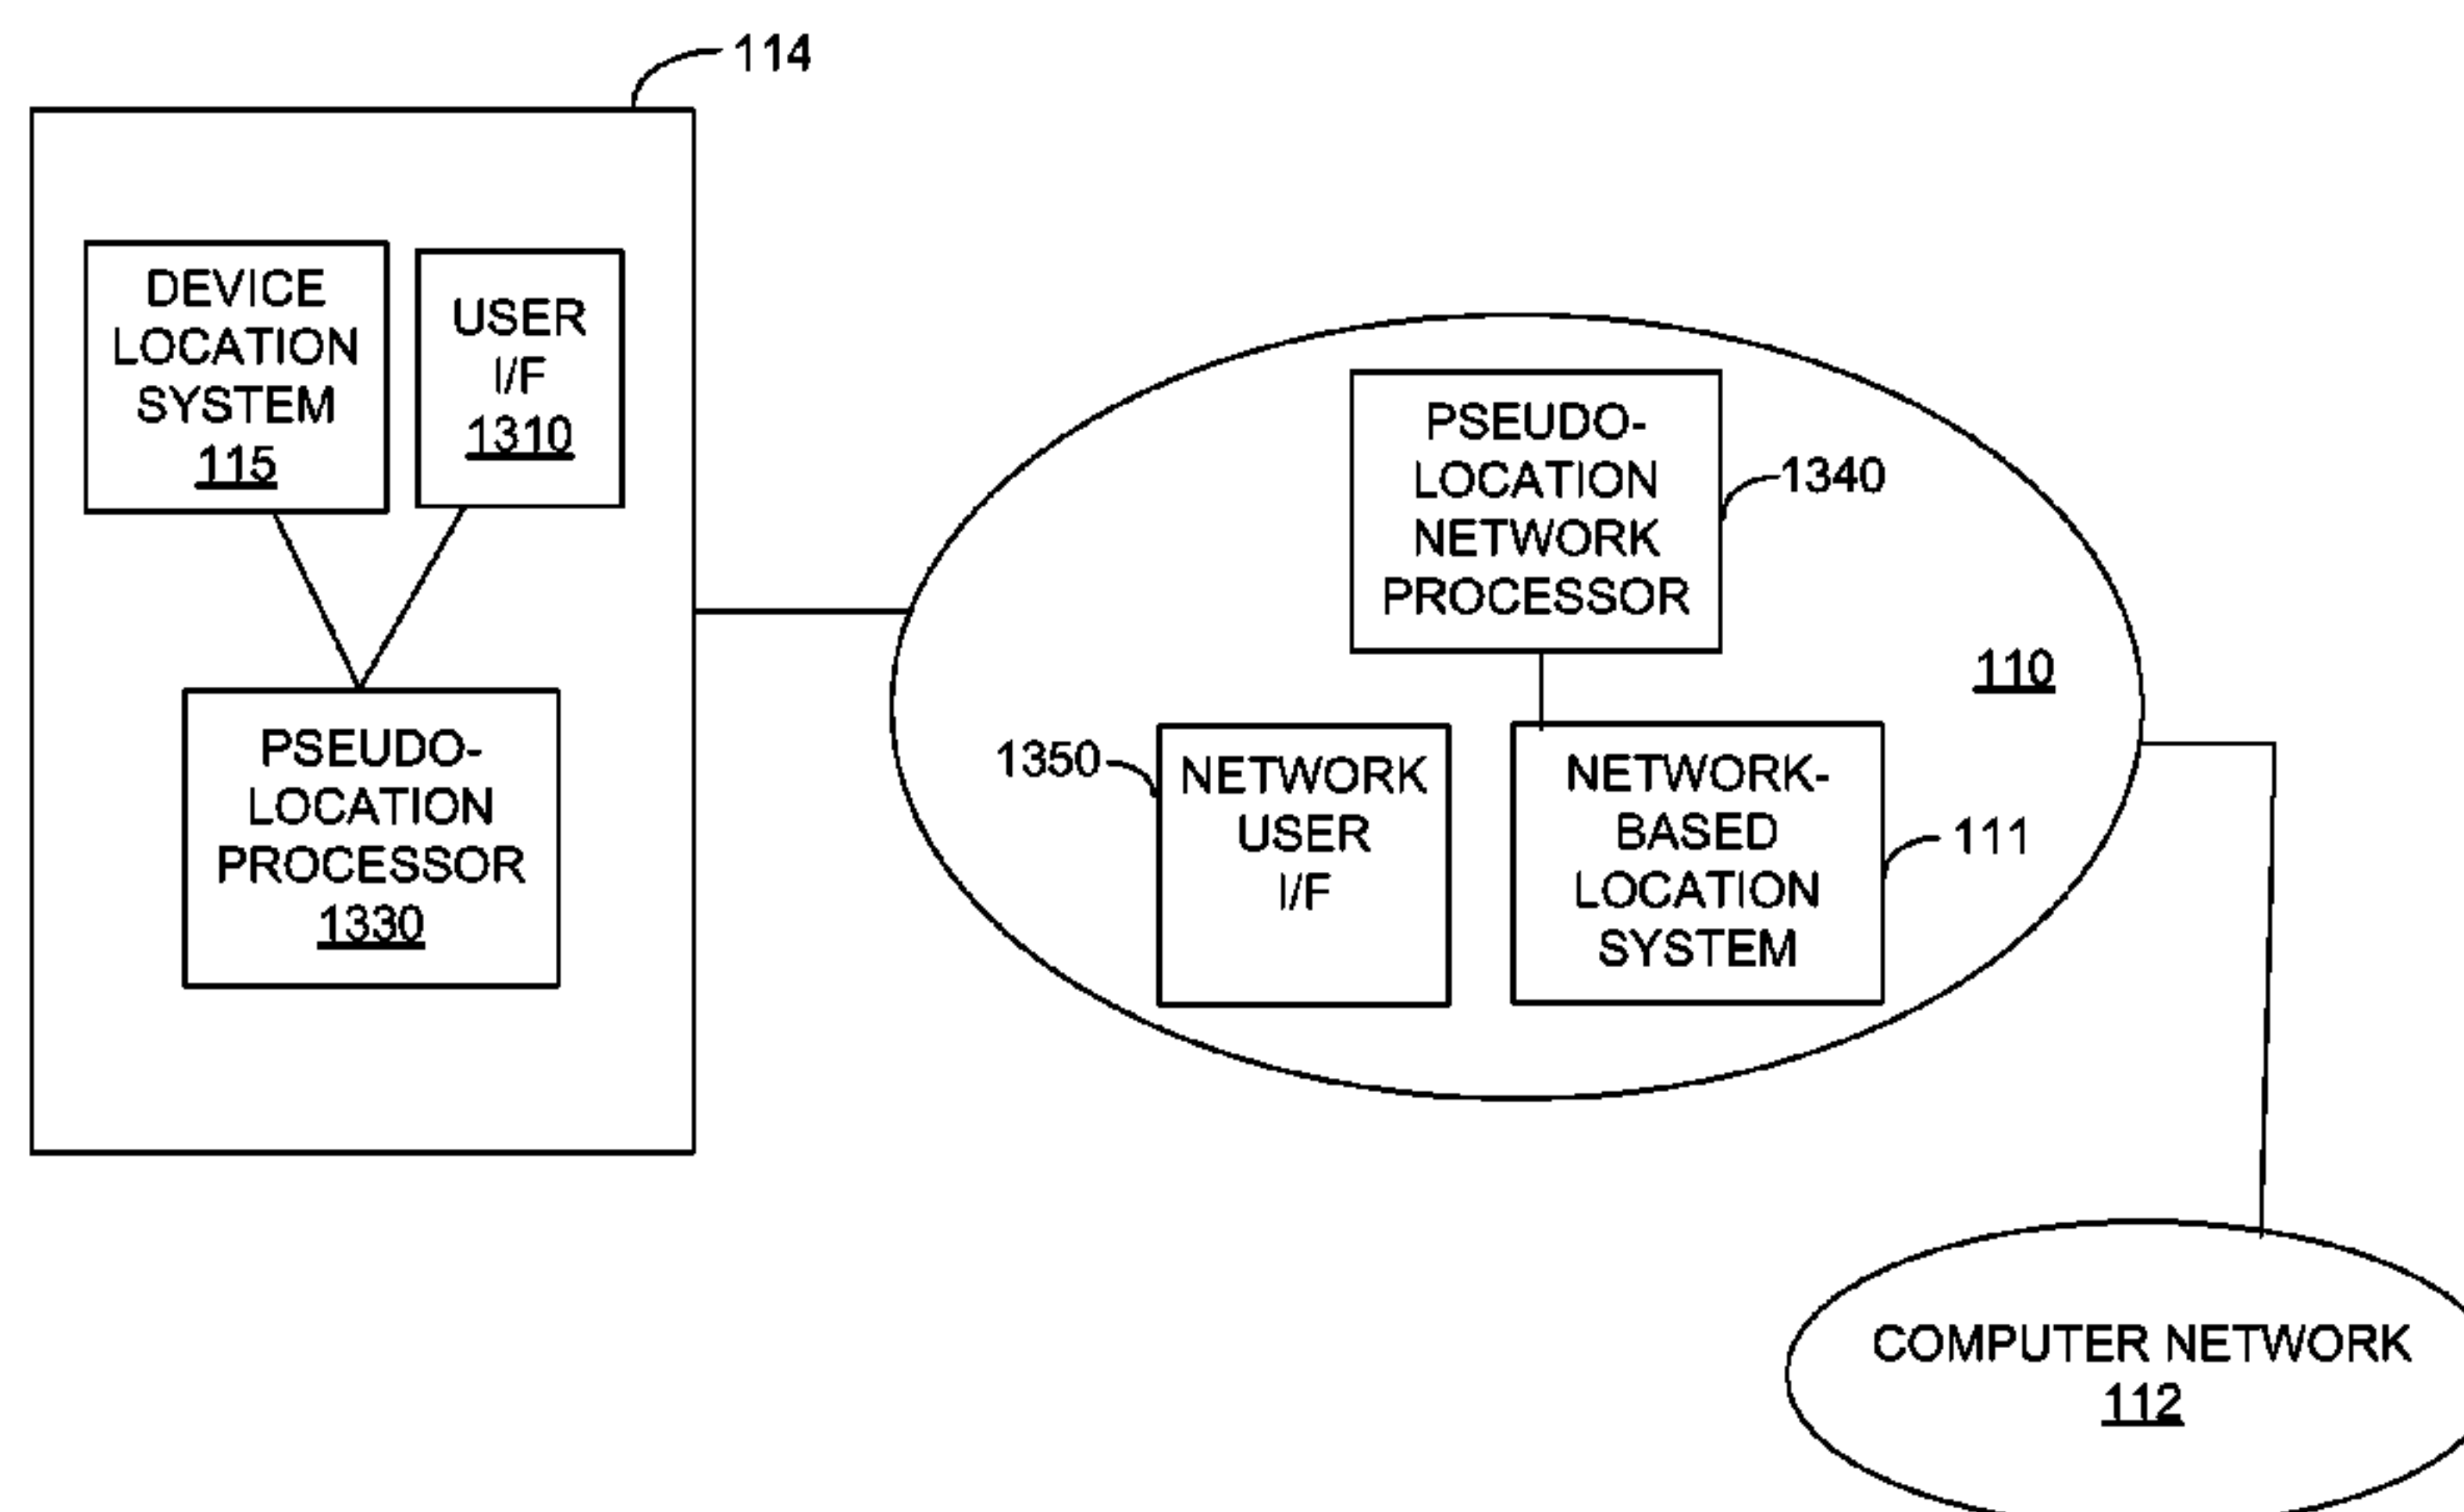 114
DEVICE
LOCATION
SYSTEM
115
USER
I/F
1310
PSEUDO-
LOCATION
PROCESSOR
1330
PSEUDO-
LOCATION
NETWORK
PROCESSOR
1340
110
1350
NETWORK
USER
I/F
NETWORK-
BASED
LOCATION
SYSTEM
111
COMPUTER NETWORK
112